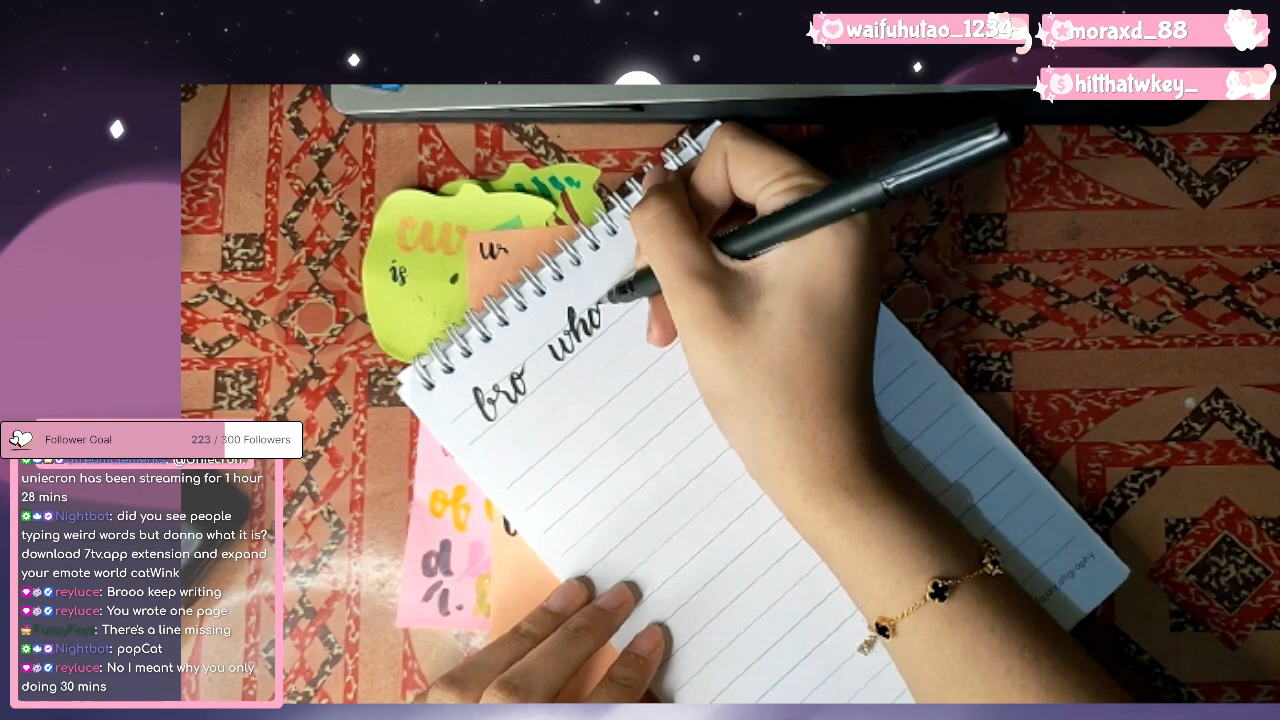 waifuhutao_1234
moraxd_88
hitthatwkey_
cw
is
w
bro who
of
d
Follower Goal 223 / 300 Followers
uniecron has been streaming for 1 hour
28 mins
Nightbot: did you see people
typing weird words but donno what it is?
download 7tv.app extension and expand
your emote world catWink
reyluce: Brooo keep writing
reyluce: You wrote one page
FuzzyFoyz: There's a line missing
Nightbot: popCat
reyluce: No I meant why you only
doing 30 mins